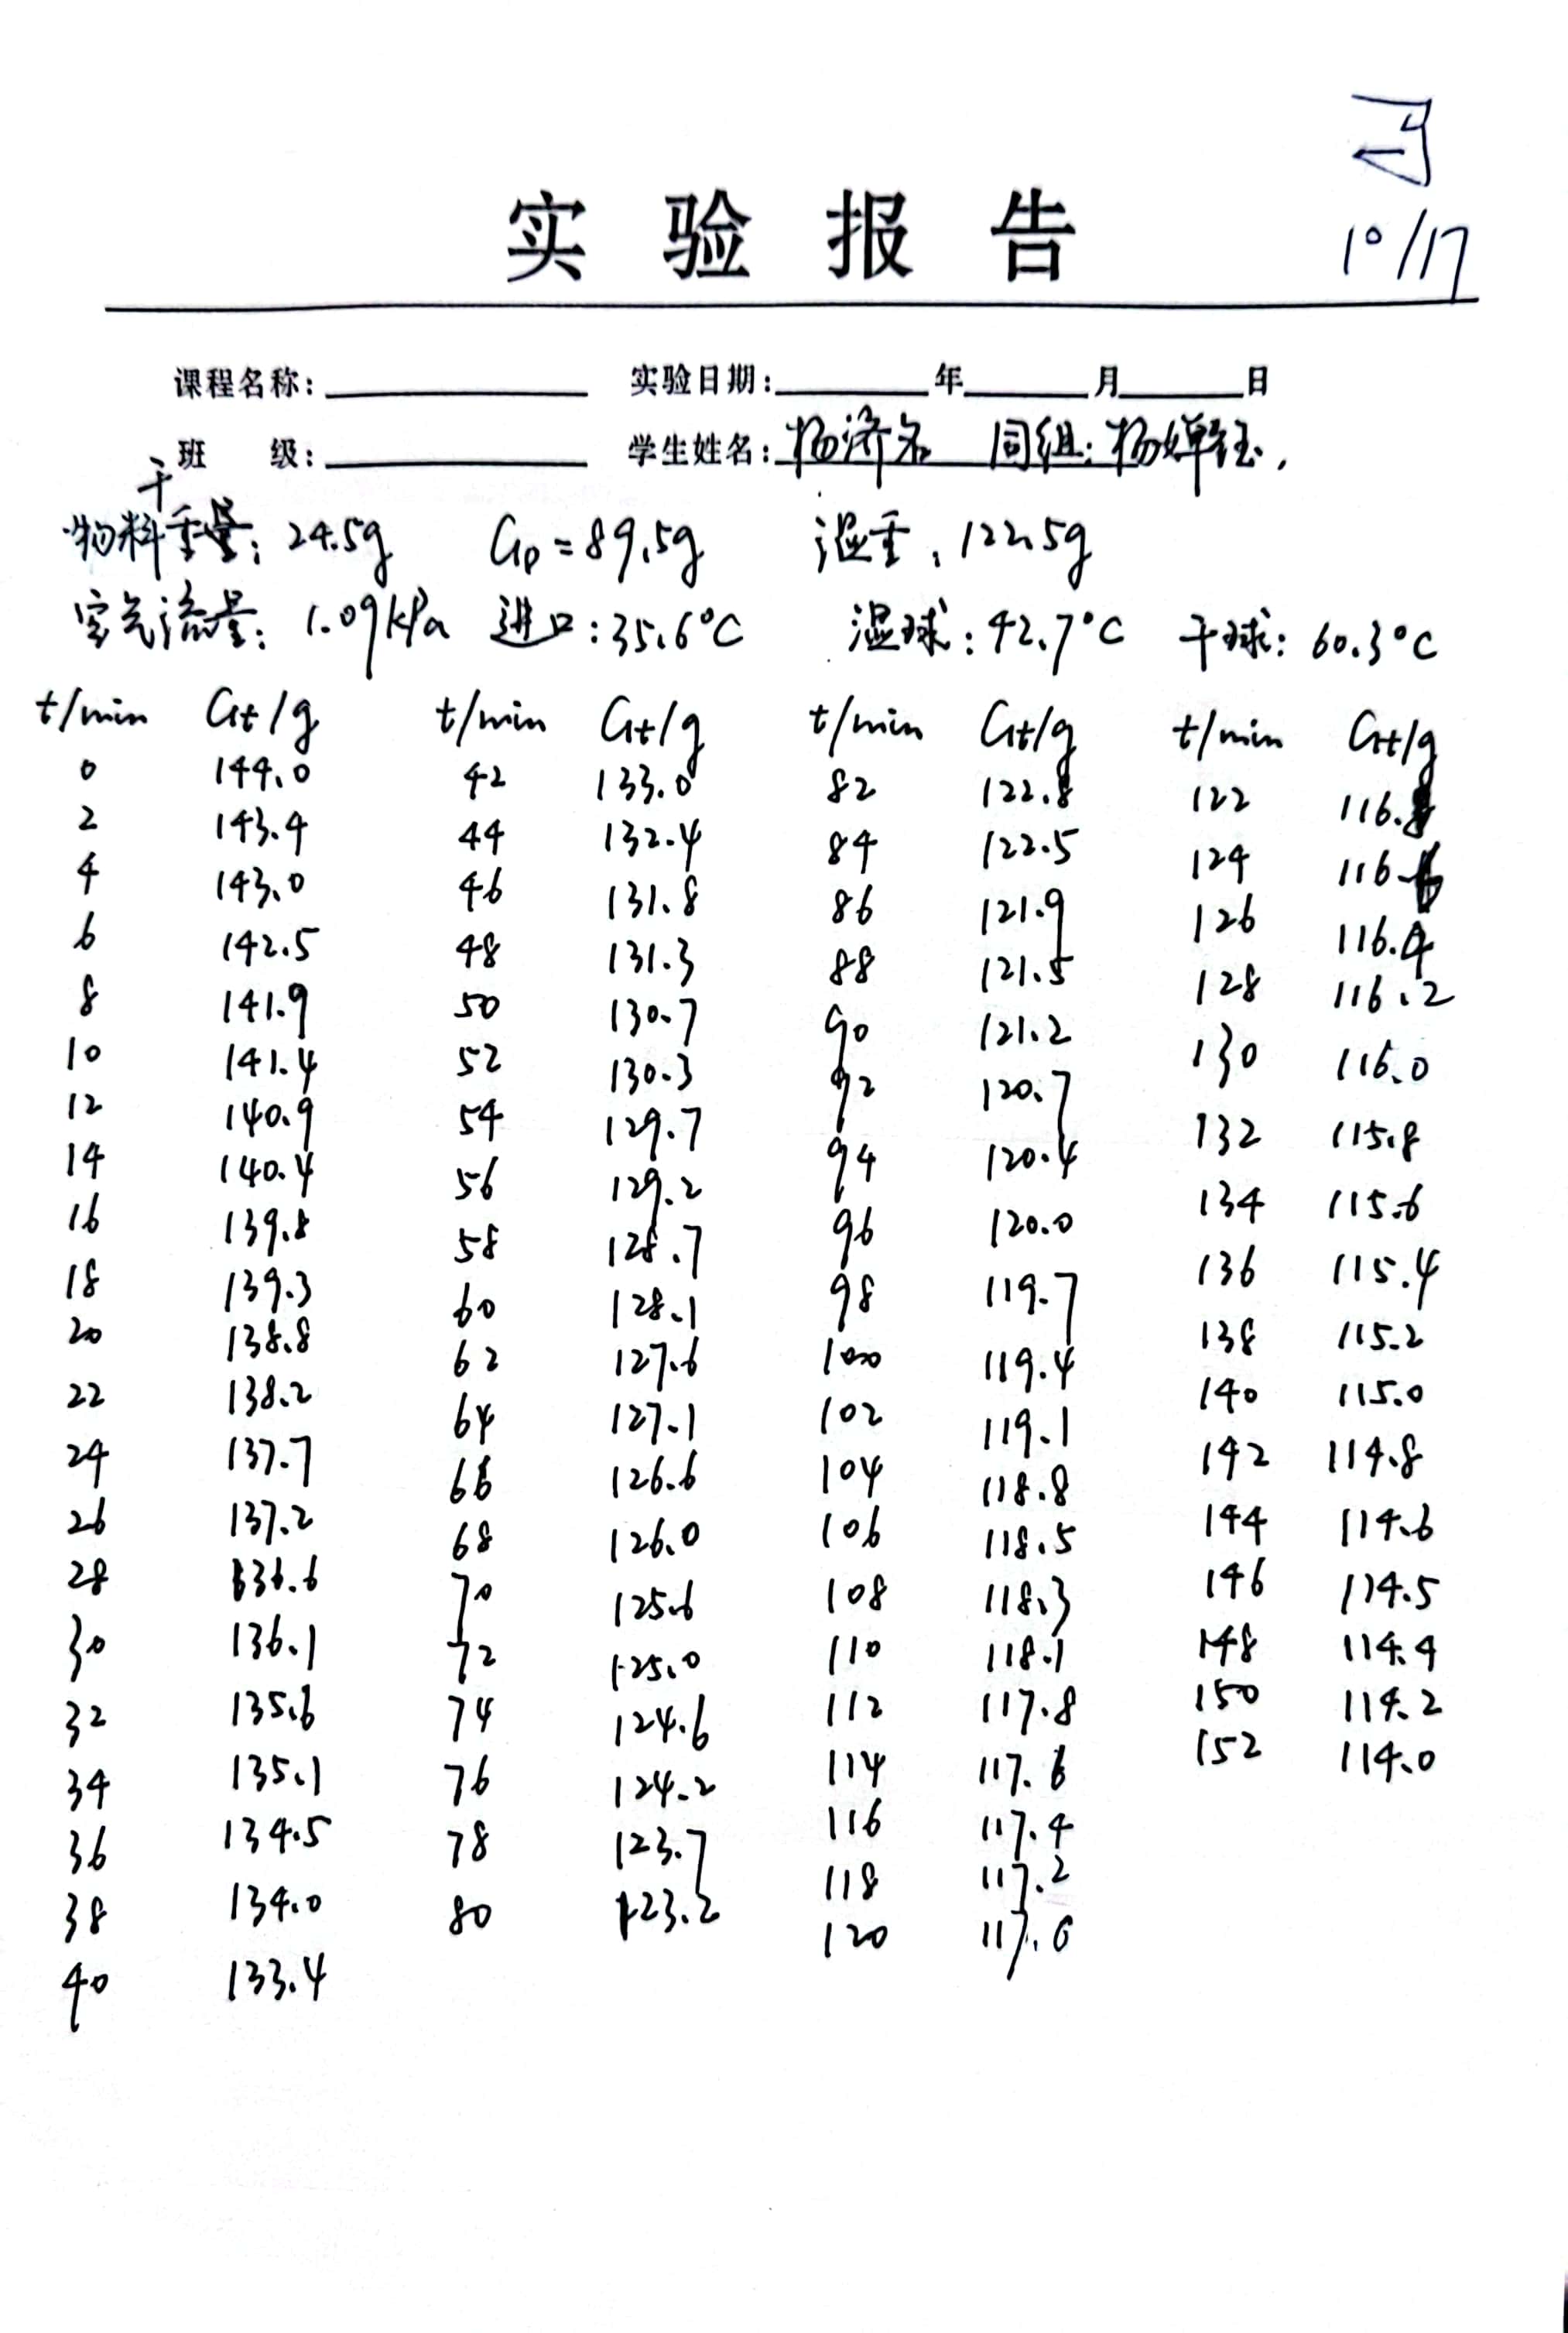 10/17
实验报告
课程名称: 实验日期: 年 月 日
班 级: 学生姓名: 杨济名 同组: 杨婵钰.
物料干重量: 24.5g G_D = 89.5g 湿重: 122.5g
空气流量: 1.09kPa 进口: 35.6℃ 湿球: 42.7℃ 干球: 60.3℃
t/min Gt/g t/min Gt/g t/min Gt/g t/min Gt/g
0 144.0 42 133.0 82 122.8 122 116.8
2 143.4 44 132.4 84 122.5 124 116.6
4 143.0 46 131.8 86 121.9 126 116.4
6 142.5 48 131.3 88 121.5 128 116.2
8 141.9 50 130.7 90 121.2 130 116.0
10 141.4 52 130.3 92 120.7 132 115.8
12 140.9 54 129.7 94 120.4 134 115.6
14 140.4 56 129.2 96 120.0 136 115.4
16 139.8 58 128.7 98 119.7 138 115.2
18 139.3 60 128.1 100 119.4 140 115.0
20 138.8 62 127.6 102 119.1 142 114.8
22 138.2 64 127.1 104 118.8 144 114.6
24 137.7 66 126.6 106 118.5 146 114.5
26 137.2 68 126.0 108 118.3 148 114.4
28 136.6 70 125.6 110 118.1 150 114.2
30 136.1 72 125.0 112 117.8 152 114.0
32 135.6 74 124.6 114 117.6
34 135.1 76 124.2 116 117.4
36 134.5 78 123.7 118 117.2
38 134.0 80 123.2 120 117.0
40 133.4